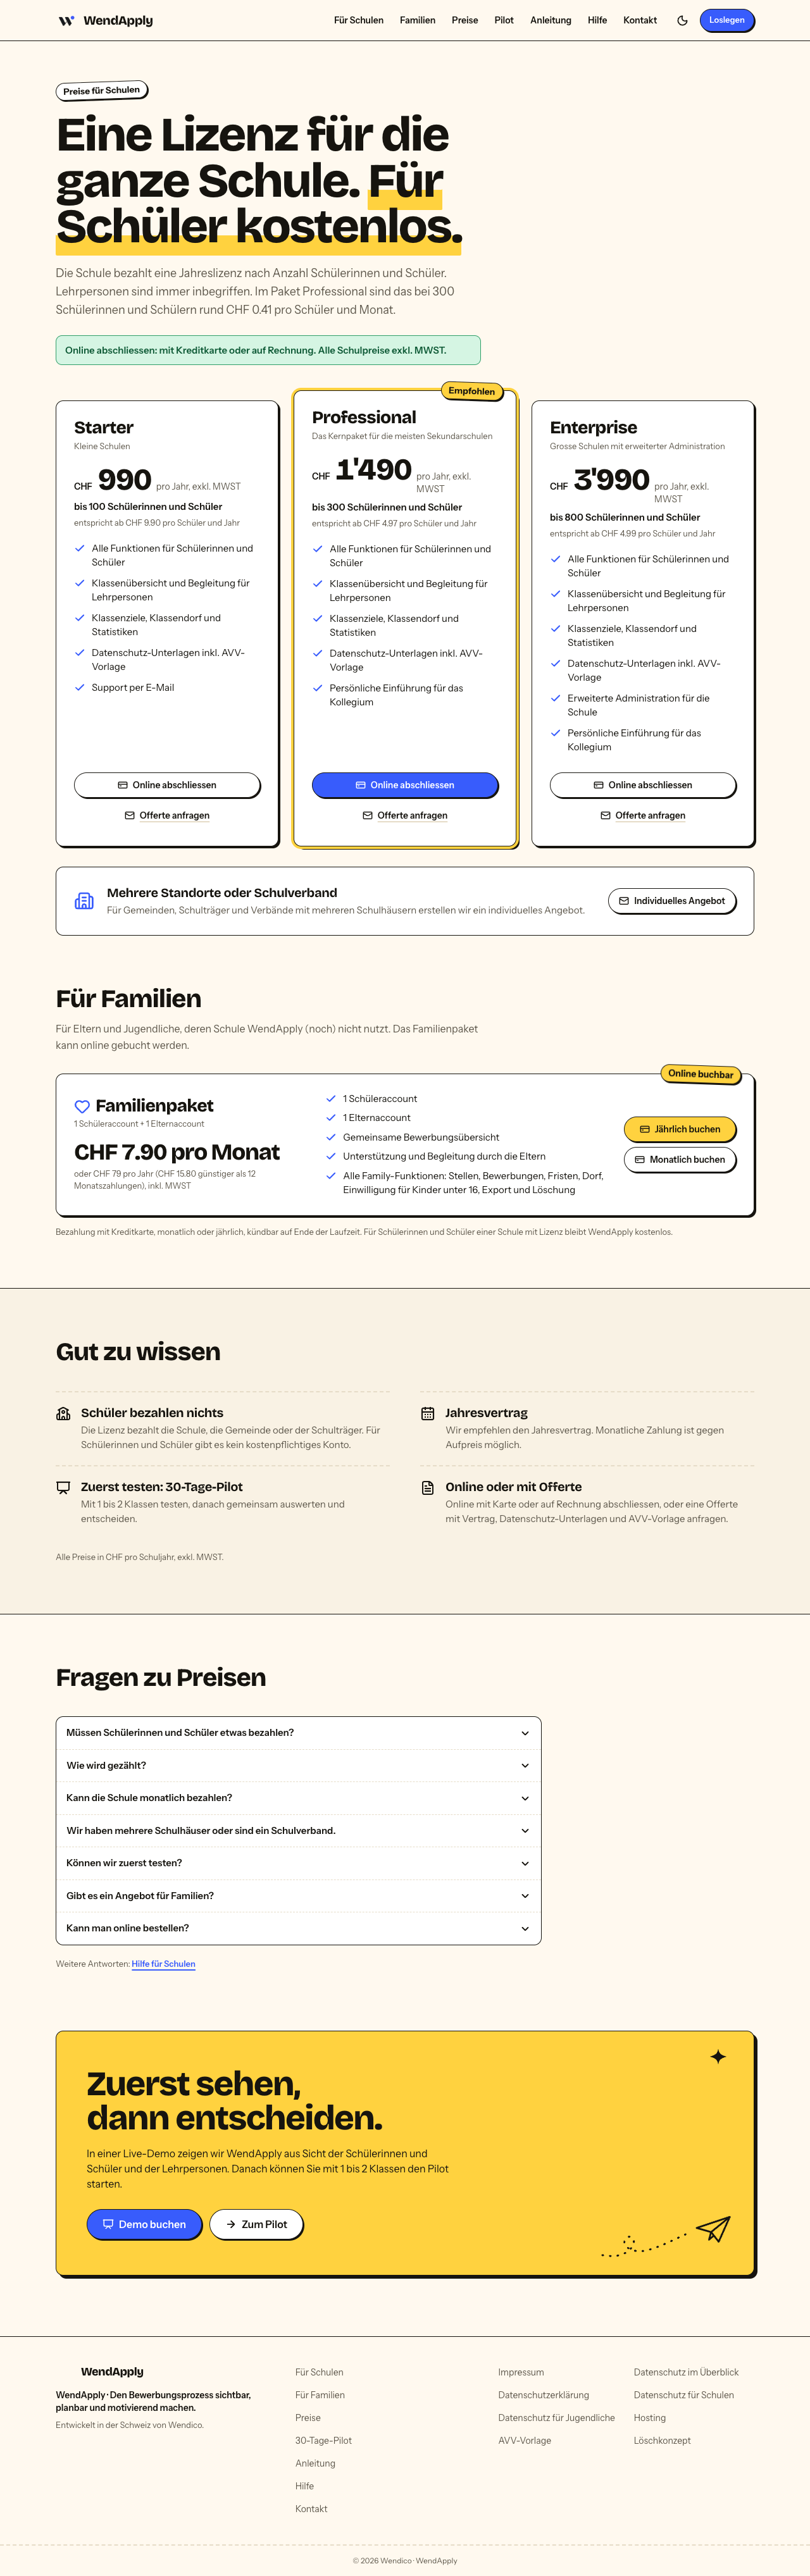 WendApply
Für Schulen
Familien
Preise
Pilot
Anleitung
Hilfe
Kontakt
Loslegen
Preise für Schulen
Eine Lizenz für die
ganze Schule. Für
Schüler kostenlos.
Die Schule bezahlt eine Jahreslizenz nach Anzahl Schülerinnen und Schüler.
Lehrpersonen sind immer inbegriffen. Im Paket Professional sind das bei 300
Schülerinnen und Schülern rund CHF 0.41 pro Schüler und Monat.
Online abschliessen: mit Kreditkarte oder auf Rechnung. Alle Schulpreise exkl. MWST.
Starter
Kleine Schulen
CHF 990 pro Jahr, exkl. MWST
bis 100 Schülerinnen und Schüler
entspricht ab CHF 9.90 pro Schüler und Jahr
Alle Funktionen für Schülerinnen und
Schüler
Klassenübersicht und Begleitung für
Lehrpersonen
Klassenziele, Klassendorf und
Statistiken
Datenschutz-Unterlagen inkl. AVV-
Vorlage
Support per E-Mail
Online abschliessen
Offerte anfragen
Empfohlen
Professional
Das Kernpaket für die meisten Sekundarschulen
CHF 1'490 pro Jahr, exkl.
MWST
bis 300 Schülerinnen und Schüler
entspricht ab CHF 4.97 pro Schüler und Jahr
Alle Funktionen für Schülerinnen und
Schüler
Klassenübersicht und Begleitung für
Lehrpersonen
Klassenziele, Klassendorf und
Statistiken
Datenschutz-Unterlagen inkl. AVV-
Vorlage
Persönliche Einführung für das
Kollegium
Online abschliessen
Offerte anfragen
Enterprise
Grosse Schulen mit erweiterter Administration
CHF 3'990 pro Jahr, exkl.
MWST
bis 800 Schülerinnen und Schüler
entspricht ab CHF 4.99 pro Schüler und Jahr
Alle Funktionen für Schülerinnen und
Schüler
Klassenübersicht und Begleitung für
Lehrpersonen
Klassenziele, Klassendorf und
Statistiken
Datenschutz-Unterlagen inkl. AVV-
Vorlage
Erweiterte Administration für die
Schule
Persönliche Einführung für das
Kollegium
Online abschliessen
Offerte anfragen
Mehrere Standorte oder Schulverband
Für Gemeinden, Schulträger und Verbände mit mehreren Schulhäusern erstellen wir ein individuelles Angebot.
Individuelles Angebot
Für Familien
Für Eltern und Jugendliche, deren Schule WendApply (noch) nicht nutzt. Das Familienpaket
kann online gebucht werden.
Online buchbar
Familienpaket
1 Schüleraccount + 1 Elternaccount
CHF 7.90 pro Monat
oder CHF 79 pro Jahr (CHF 15.80 günstiger als 12
Monatszahlungen), inkl. MWST
1 Schüleraccount
1 Elternaccount
Gemeinsame Bewerbungsübersicht
Unterstützung und Begleitung durch die Eltern
Alle Family-Funktionen: Stellen, Bewerbungen, Fristen, Dorf,
Einwilligung für Kinder unter 16, Export und Löschung
Jährlich buchen
Monatlich buchen
Bezahlung mit Kreditkarte, monatlich oder jährlich, kündbar auf Ende der Laufzeit. Für Schülerinnen und Schüler einer Schule mit Lizenz bleibt WendApply kostenlos.
Gut zu wissen
Schüler bezahlen nichts
Die Lizenz bezahlt die Schule, die Gemeinde oder der Schulträger. Für
Schülerinnen und Schüler gibt es kein kostenpflichtiges Konto.
Jahresvertrag
Wir empfehlen den Jahresvertrag. Monatliche Zahlung ist gegen
Aufpreis möglich.
Zuerst testen: 30-Tage-Pilot
Mit 1 bis 2 Klassen testen, danach gemeinsam auswerten und
entscheiden.
Online oder mit Offerte
Online mit Karte oder auf Rechnung abschliessen, oder eine Offerte
mit Vertrag, Datenschutz-Unterlagen und AVV-Vorlage anfragen.
Alle Preise in CHF pro Schuljahr, exkl. MWST.
Fragen zu Preisen
Müssen Schülerinnen und Schüler etwas bezahlen?
Wie wird gezählt?
Kann die Schule monatlich bezahlen?
Wir haben mehrere Schulhäuser oder sind ein Schulverband.
Können wir zuerst testen?
Gibt es ein Angebot für Familien?
Kann man online bestellen?
Weitere Antworten: Hilfe für Schulen
Zuerst sehen,
dann entscheiden.
In einer Live-Demo zeigen wir WendApply aus Sicht der Schülerinnen und
Schüler und der Lehrpersonen. Danach können Sie mit 1 bis 2 Klassen den Pilot
starten.
Demo buchen
Zum Pilot
WendApply
WendApply · Den Bewerbungsprozess sichtbar,
planbar und motivierend machen.
Entwickelt in der Schweiz von Wendico.
Für Schulen
Für Familien
Preise
30-Tage-Pilot
Anleitung
Hilfe
Kontakt
Impressum
Datenschutzerklärung
Datenschutz für Jugendliche
AVV-Vorlage
Datenschutz im Überblick
Datenschutz für Schulen
Hosting
Löschkonzept
© 2026 Wendico · WendApply